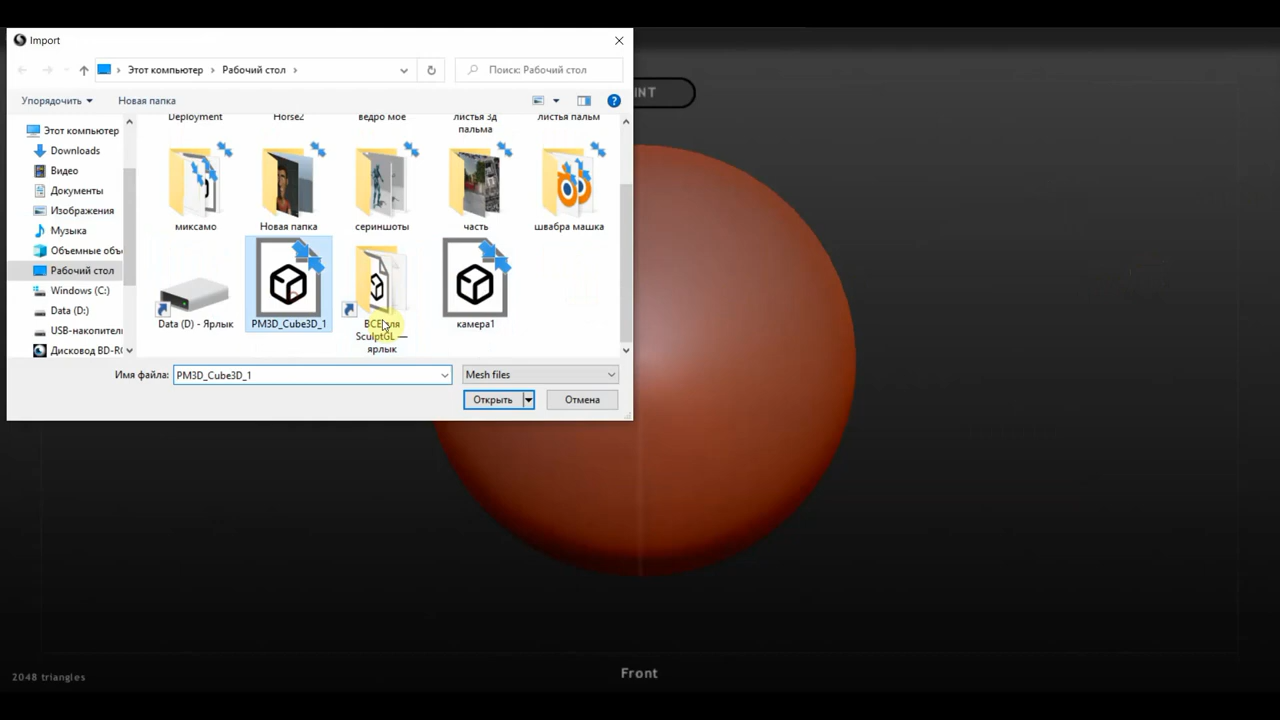 Import
INT
Этот компьютер
Рабочий стол
Поиск: Рабочий стол
Упорядочить
Новая папка
Этот компьютер
Downloads
Видео
Документы
Изображения
Музыка
Объемные объе
Рабочий стол
Windows (C:)
Data (D:)
USB-накопител
Дисковод BD-RO
Deployment
Horse2
ведро мое
листья 3д
пальма
листья пальм
миксамо
Новая папка
сериншоты
часть
швабра машка
Data (D) - Ярлык
PM3D_Cube3D_1
ВСЕ для
SculptGL —
ярлык
камера1
Имя файла:
PM3D_Cube3D_1
Mesh files
Открыть
Отмена
2048 triangles
Front